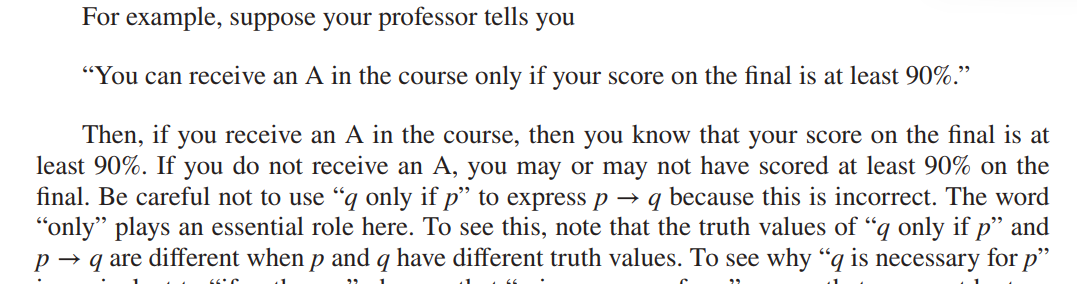 For example, suppose your professor tells you
“You can receive an A in the course only if your score on the final is at least 90%.”
Then, if you receive an A in the course, then you know that your score on the final is at
least 90%. If you do not receive an A, you may or may not have scored at least 90% on the
final. Be careful not to use “q only if p” to express p → q because this is incorrect. The word
“only” plays an essential role here. To see this, note that the truth values of “q only if p” and
p → q are different when p and q have different truth values. To see why “q is necessary for p”